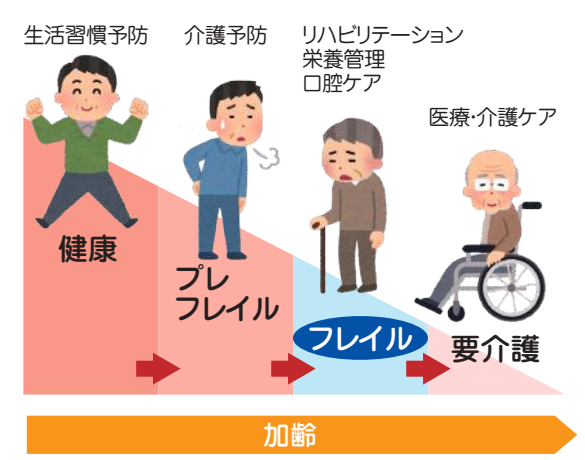 生活習慣予防
介護予防
リハビリテーション
栄養管理
口腔ケア
医療・介護ケア
健康
プレ
フレイル
フレイル
要介護
加齢